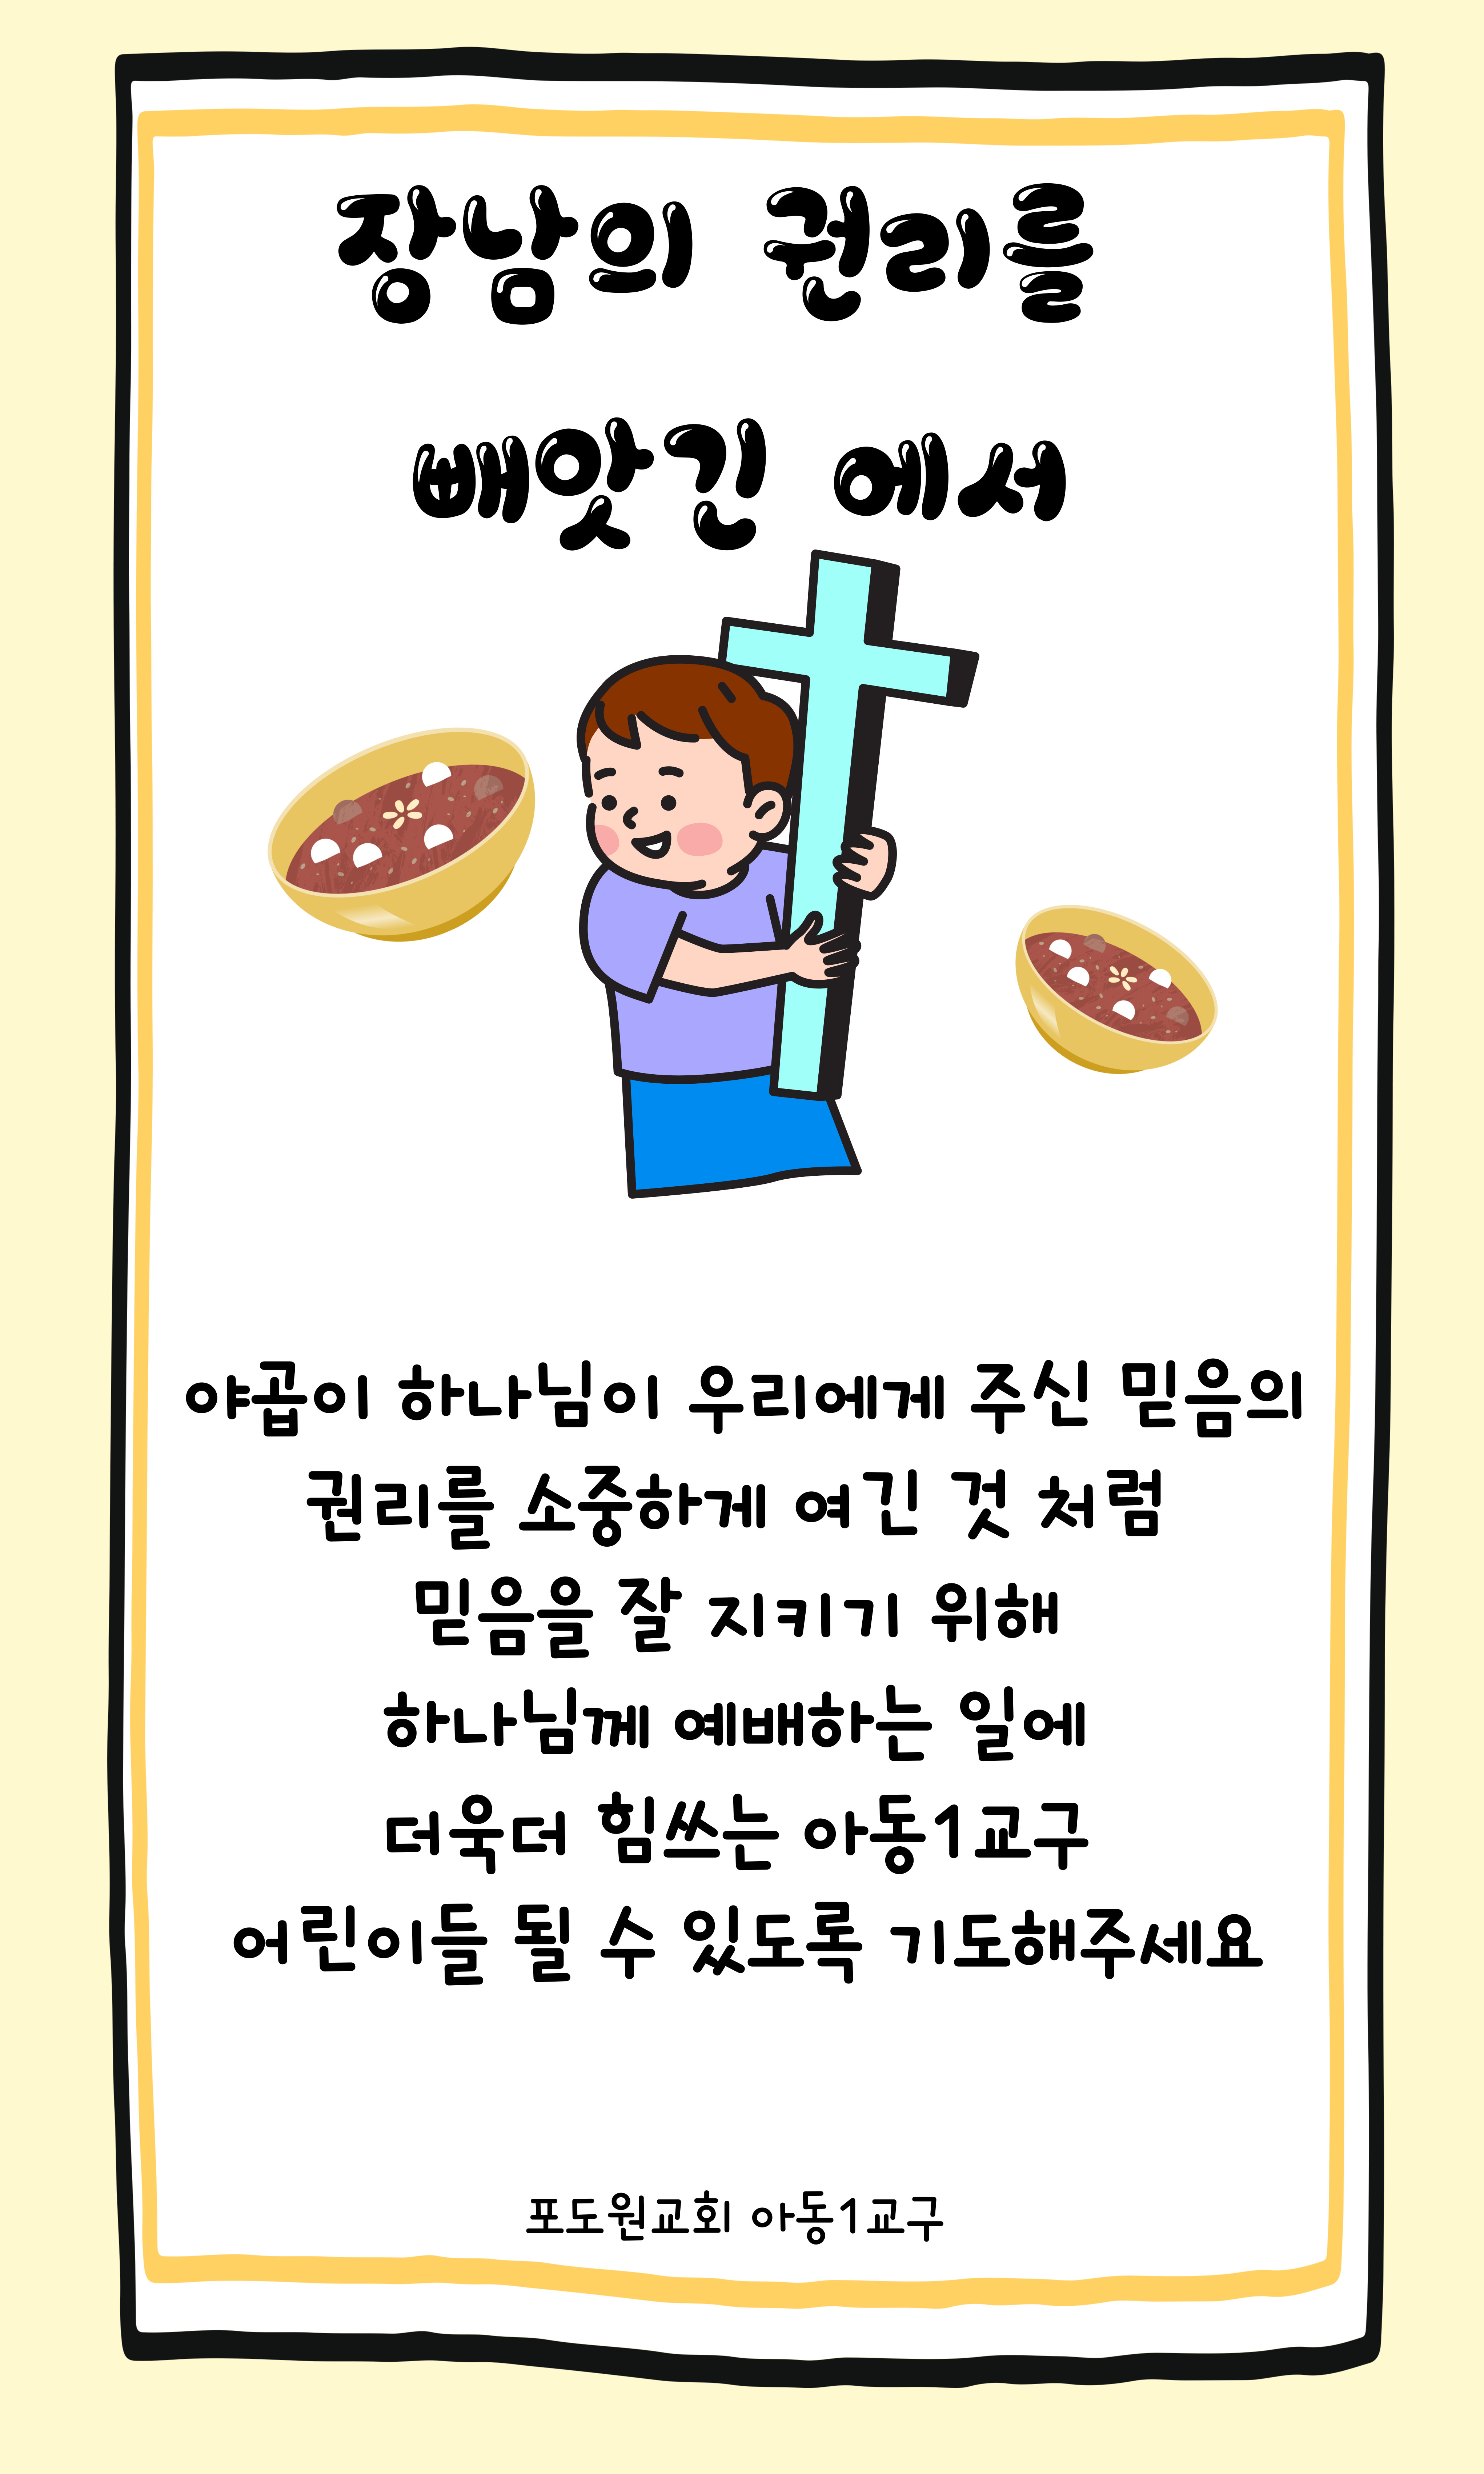 장남의 권리를
빼앗긴 에서
야곱이 하나님이 우리에게 주신 믿음의
권리를 소중하게 여긴 것 처럼
믿음을 잘 지키기 위해
하나님께 예배하는 일에
더욱더 힘쓰는 아동1교구
어린이들 될 수 있도록 기도해주세요
포도원교회 아동1교구